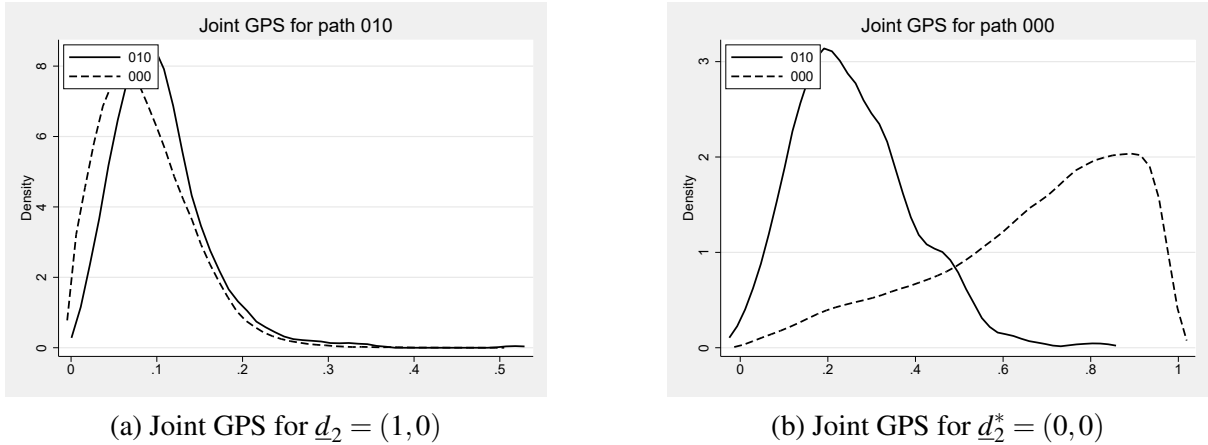 Joint GPS for path 010
010
000
Density
8
6
4
2
0
0 .1 .2 .3 .4 .5
(a) Joint GPS for d₂ = (1,0)
Joint GPS for path 000
010
000
Density
3
2
1
0
0 .2 .4 .6 .8 1
(b) Joint GPS for d₂* = (0,0)